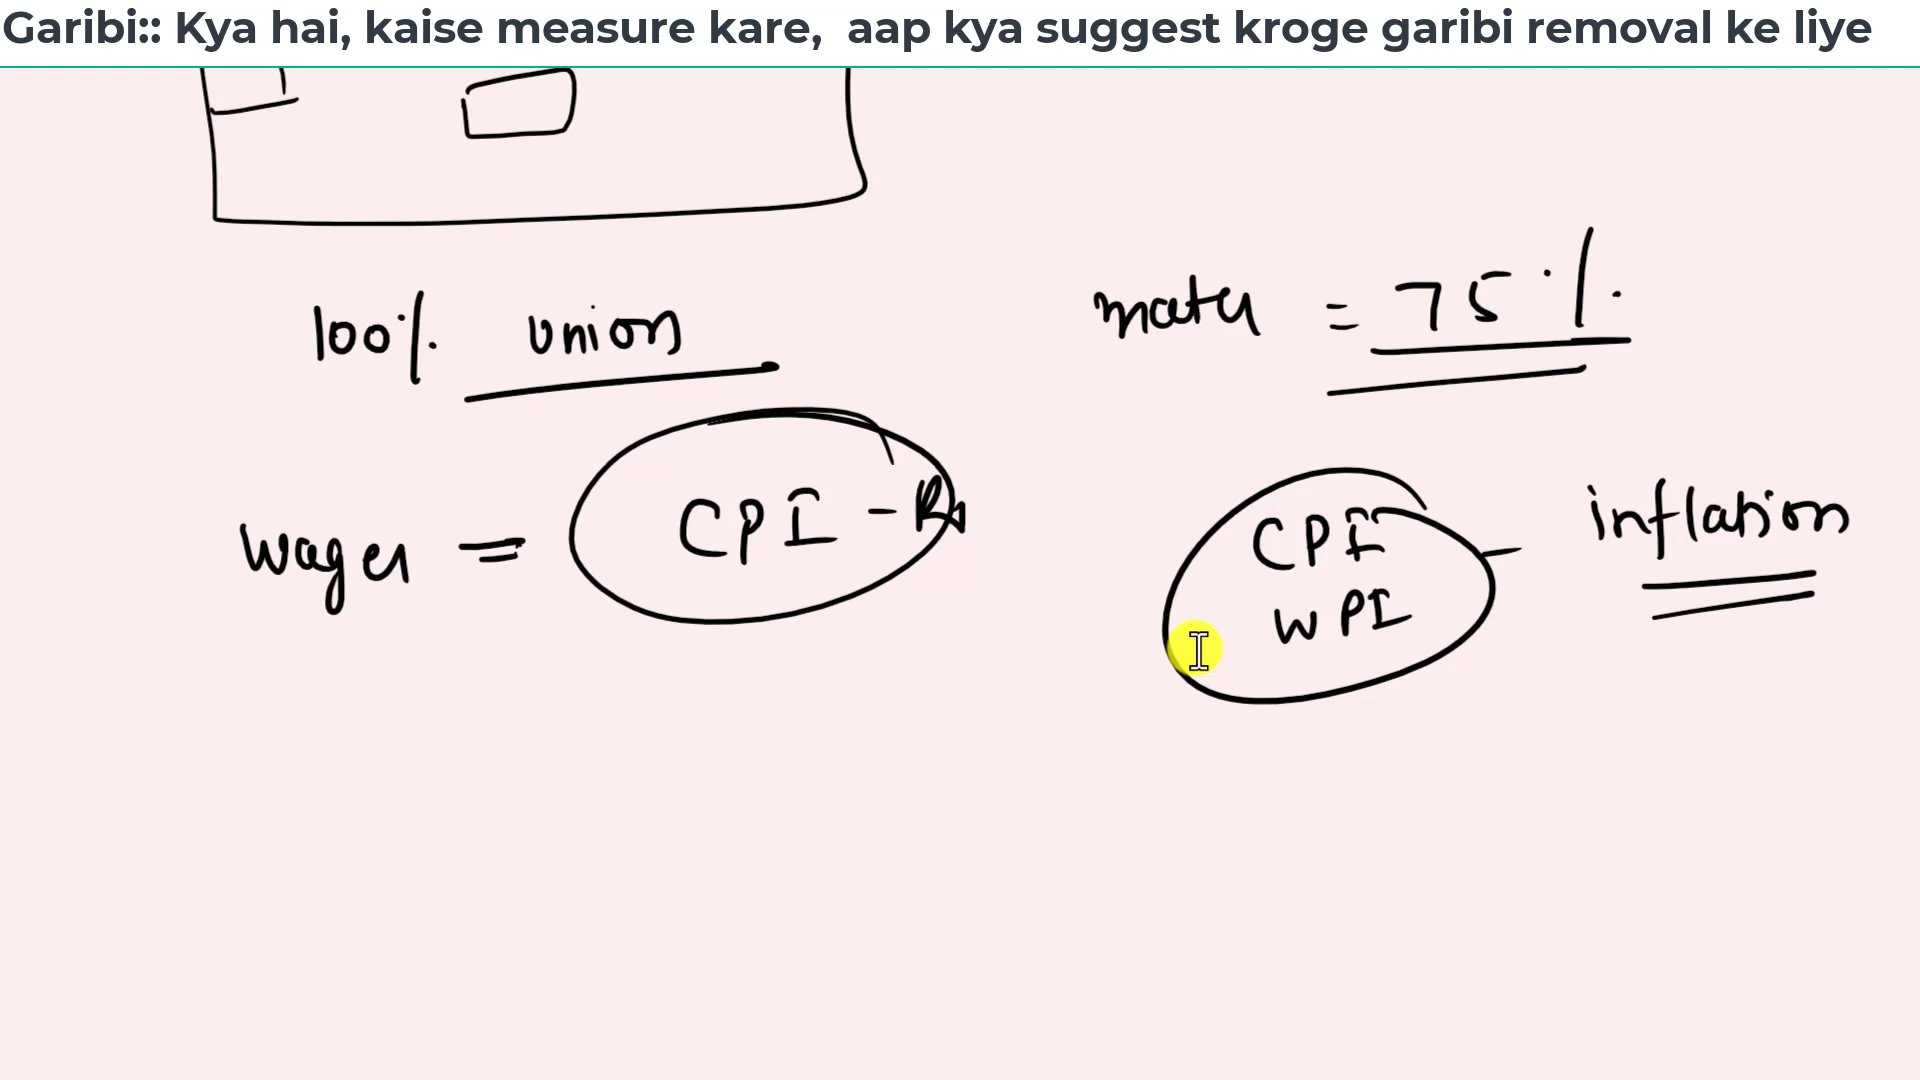 Garibi:: Kya hai, kaise measure kare, aap kya suggest kroge garibi removal ke liye
100% union
mater = 75%
wages = CPI -
CPI
WPI
inflation